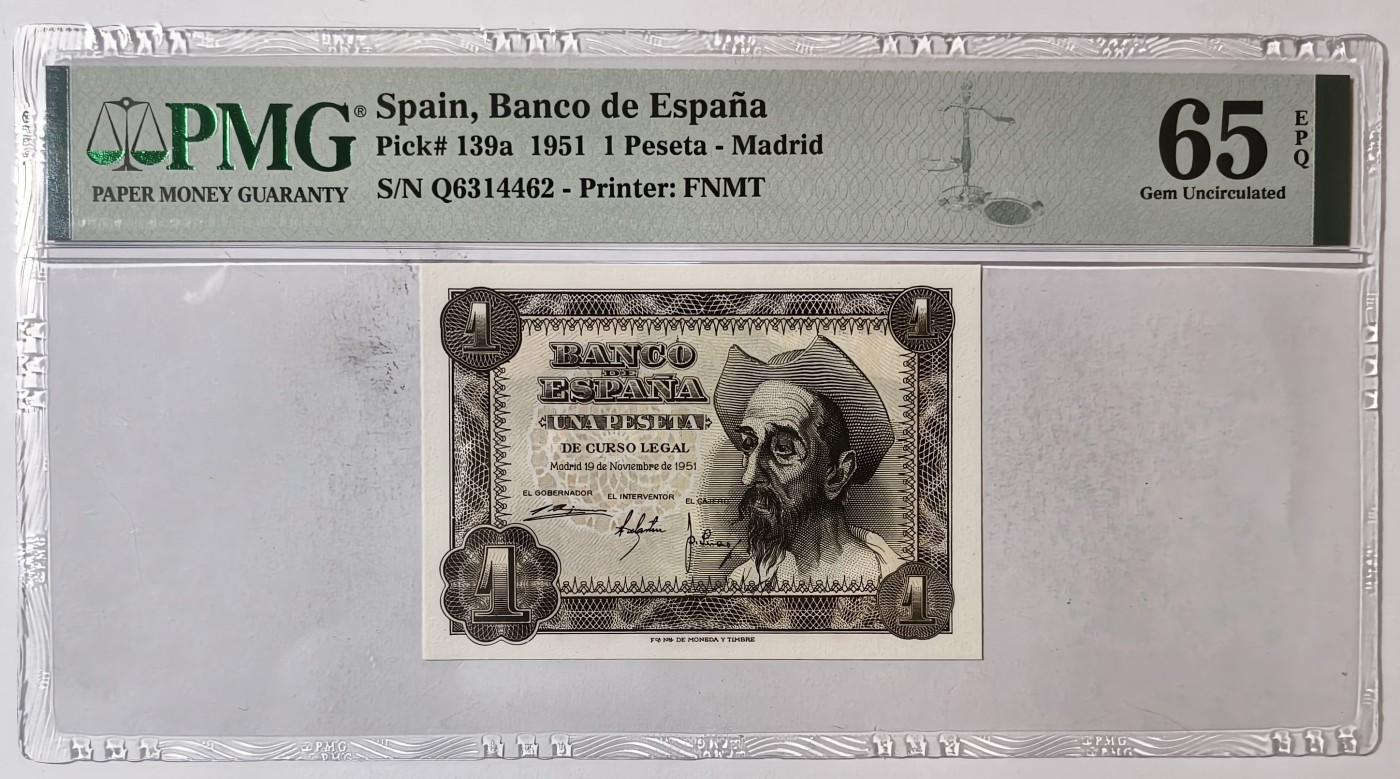 PMG®
PAPER MONEY GUARANTY
Spain, Banco de España
Pick# 139a 1951 1 Peseta - Madrid
S/N Q6314462 - Printer: FNMT
65
EPQ
Gem Uncirculated
1
1
BANCO
DE
ESPAÑA
UNA PESETA
DE CURSO LEGAL
Madrid 19 de Noviembre de 1951
EL GOBERNADOR EL INTERVENTOR EL CAJERO
1
1
DE MONEDA Y TIMBRE
PMG
PMG